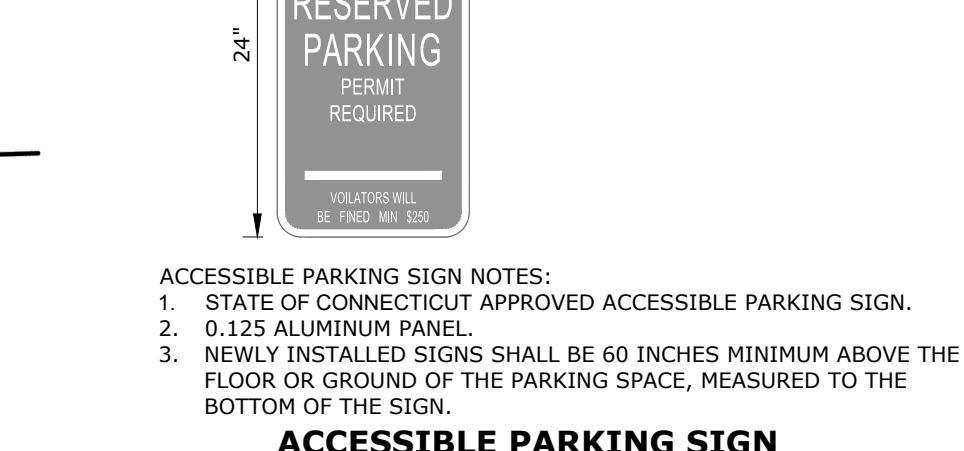 RESERVED
24"
PARKING
PERMIT
REQUIRED
VOILATORS WILL
BE FINED MIN $250
ACCESSIBLE PARKING SIGN NOTES:
1. STATE OF CONNECTICUT APPROVED ACCESSIBLE PARKING SIGN.
2. 0.125 ALUMINUM PANEL.
3. NEWLY INSTALLED SIGNS SHALL BE 60 INCHES MINIMUM ABOVE THE
FLOOR OR GROUND OF THE PARKING SPACE, MEASURED TO THE
BOTTOM OF THE SIGN.
ACCESSIBLE PARKING SIGN